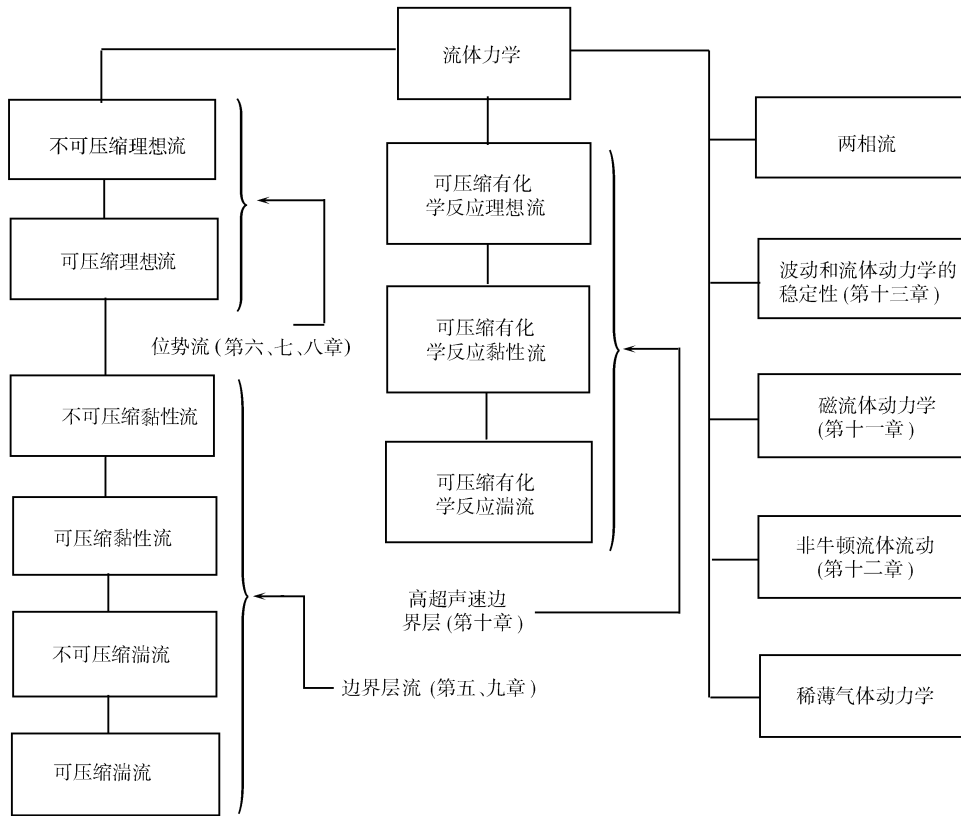 流体力学
不可压缩理想流
可压缩理想流
位势流(第六、七、八章)
不可压缩黏性流
可压缩黏性流
不可压缩湍流
可压缩湍流
边界层流 (第五、九章)
可压缩有化
学反应理想流
可压缩有化
学反应黏性流
可压缩有化
学反应湍流
高超声速边
界层(第十章)
两相流
波动和流体动力学的
稳定性(第十三章)
磁流体动力学
(第十一章)
非牛顿流体流动
(第十二章)
稀薄气体动力学